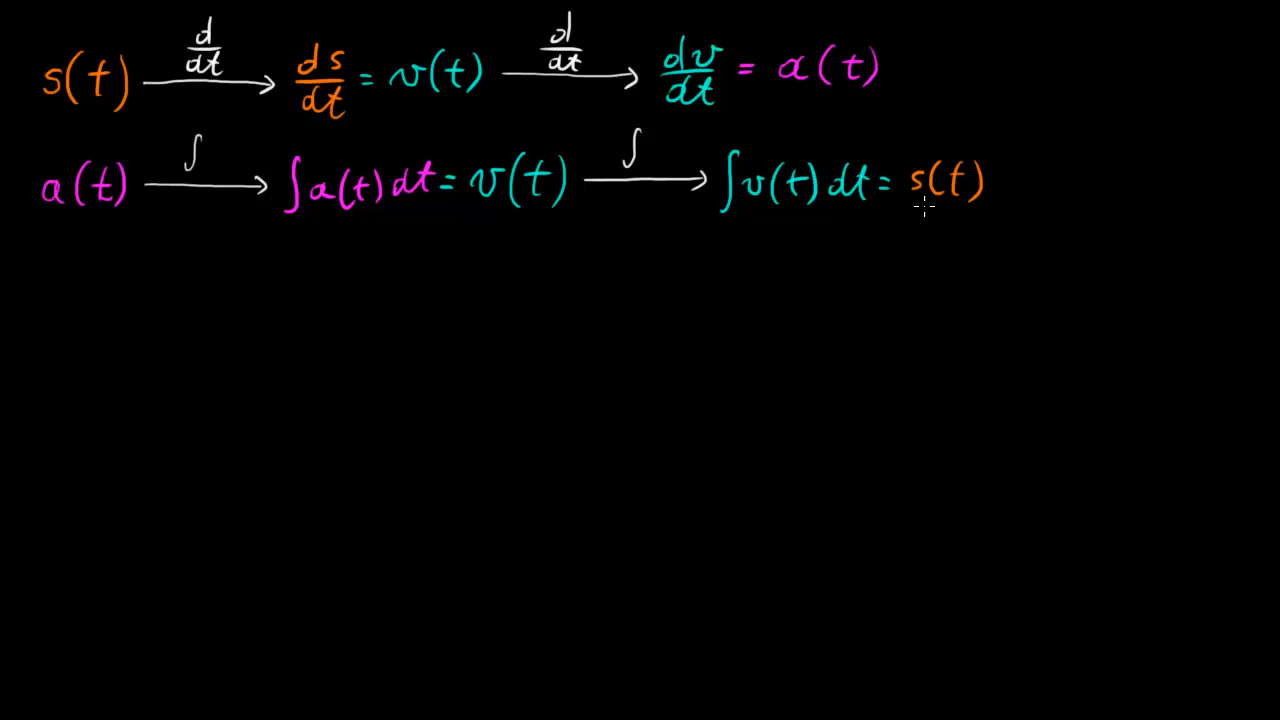 s(t) d/dt → ds/dt = v(t) d/dt → dv/dt = a(t)
a(t) ∫ → ∫a(t)dt = v(t) ∫ → ∫v(t)dt = s(t)